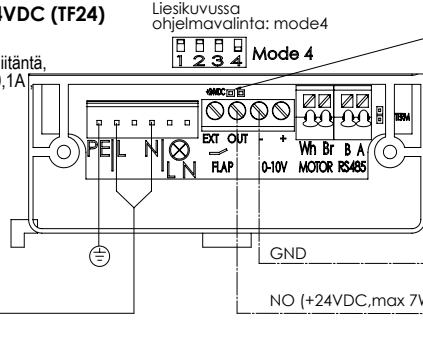 4VDC (TF24)
Liesikuvussa
ohjelmavalinta: mode4
iitäntä,
0,1A
1 2 3 4
Mode 4
TERM
PE L N L N
EXT OUT - +
FLAP 0-10V
Wh Br B A
MOTOR RS485
GND
NO (+24VDC,max 7W